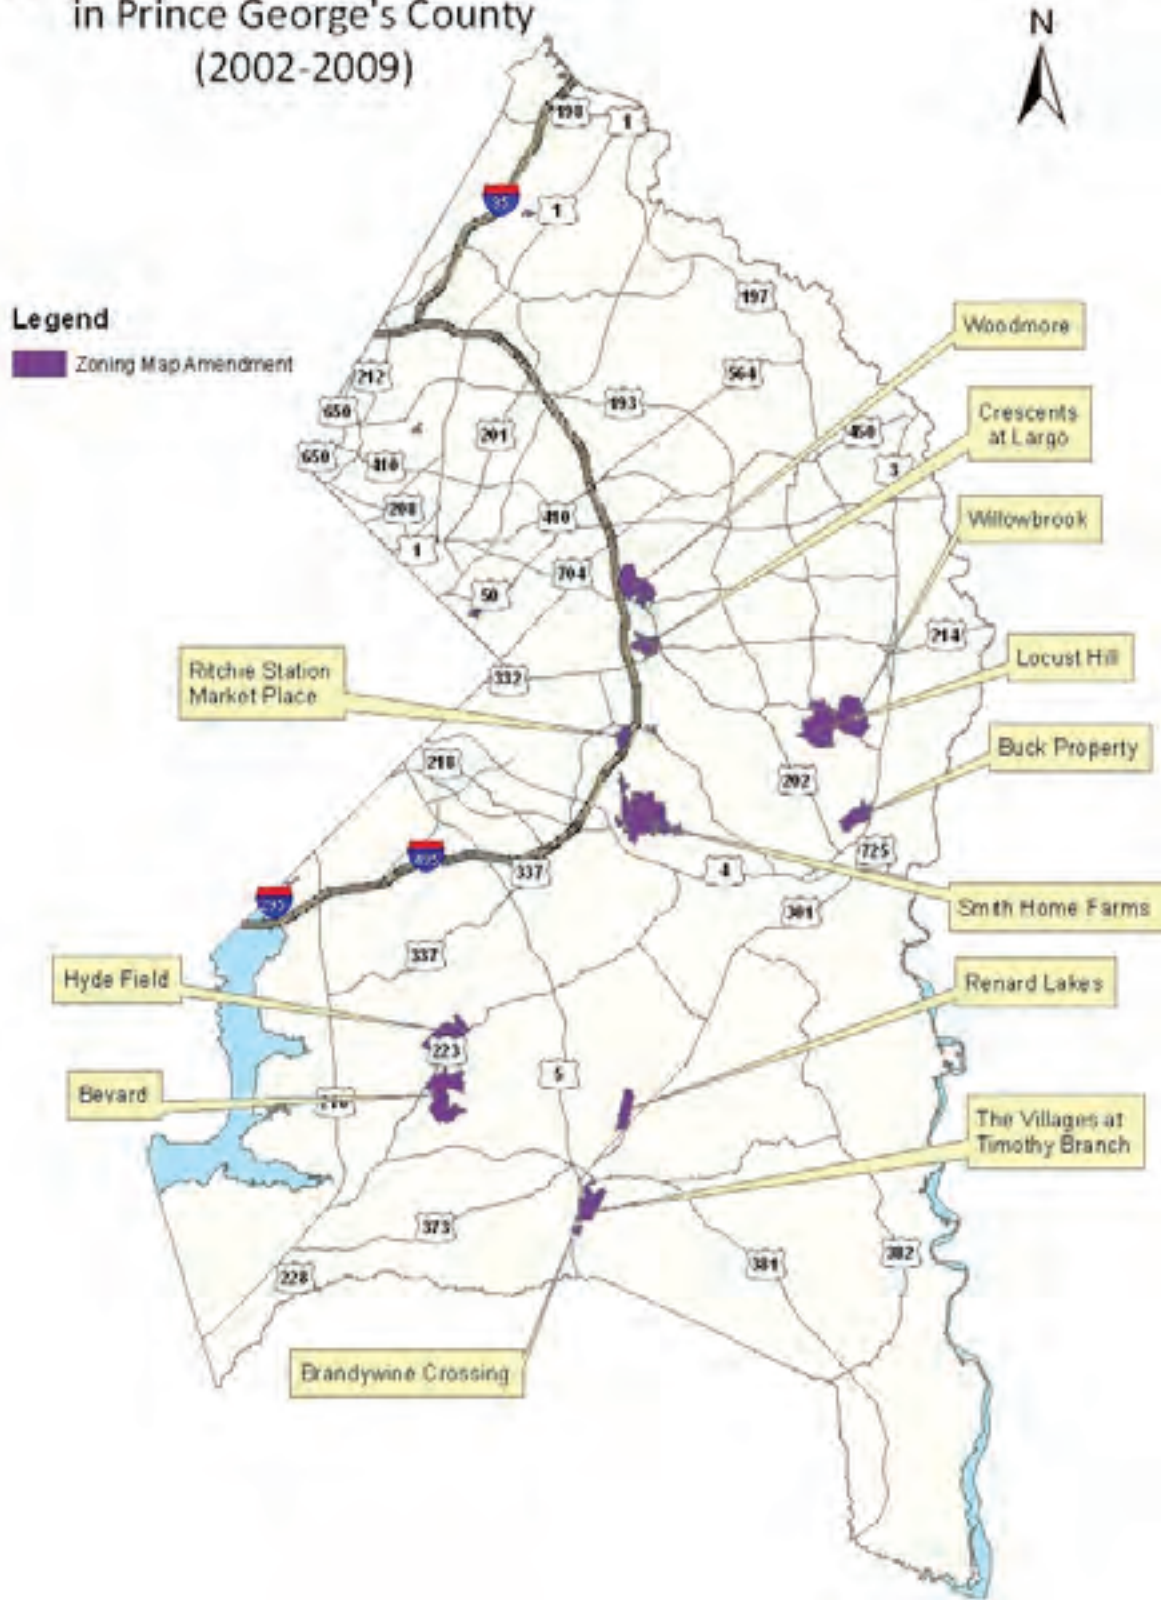 in Prince George's County
(2002-2009)
N
198
1
95
1
197
Legend
Zoning Map Amendment
Woodmore
212
564
650
193
Crescents
at Largo
201
450
650
410
3
208
410
Willowbrook
1
704
50
214
Ritchie Station
Market Place
332
Locust Hill
Buck Property
218
202
725
495
337
4
295
301
Smith Home Farms
337
Hyde Field
Renard Lakes
223
5
Bevard
210
The Villages at
Timothy Branch
373
382
381
228
Brandywine Crossing